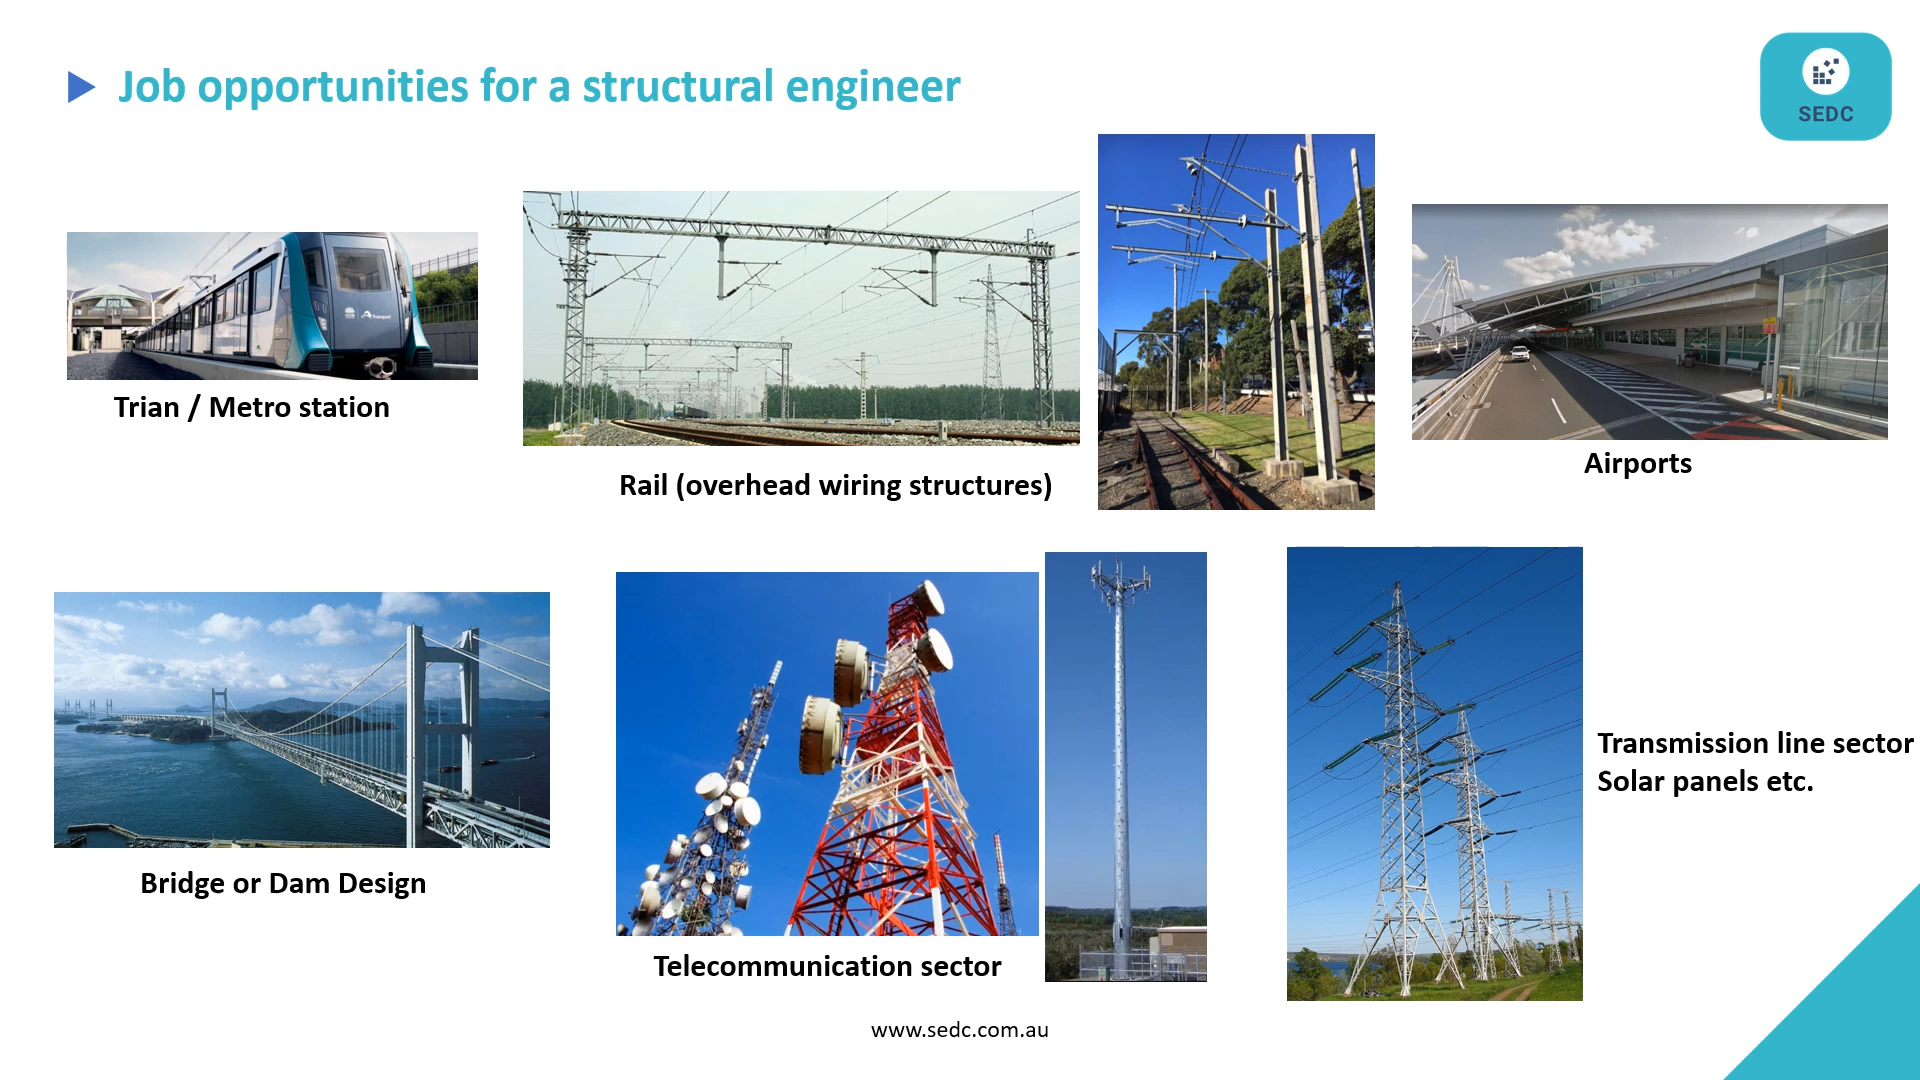 Job opportunities for a structural engineer
SEDC
Trian / Metro station
Rail (overhead wiring structures)
Airports
Bridge or Dam Design
Telecommunication sector
Transmission line sector
Solar panels etc.
www.sedc.com.au